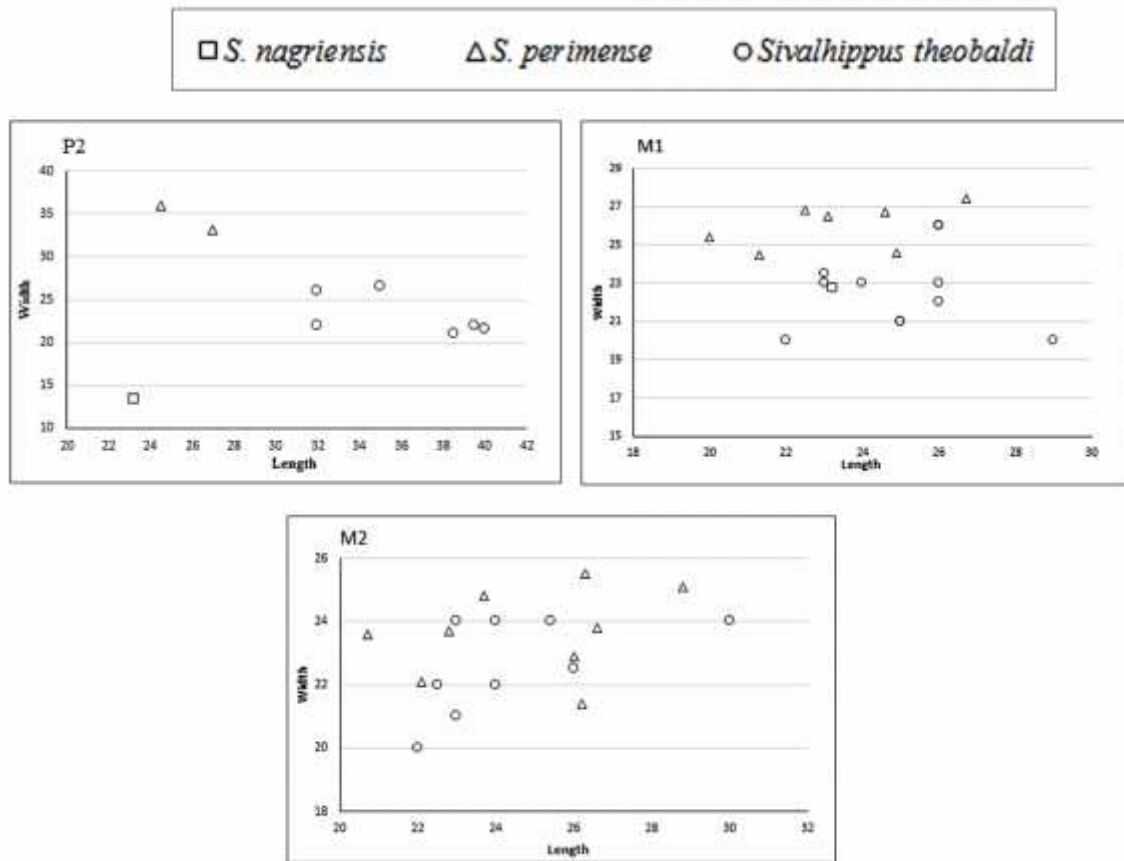 S. nagriensis S. perimense Sivalhippus theobaldi
P2
40
35
30
25
20
15
10
Width
20 22 24 26 28 30 32 34 36 38 40 42
Length
M1
29
27
25
23
21
19
17
15
Width
18 20 22 24 26 28 30
Length
M2
26
24
22
20
18
Width
20 22 24 26 28 30 32
Length